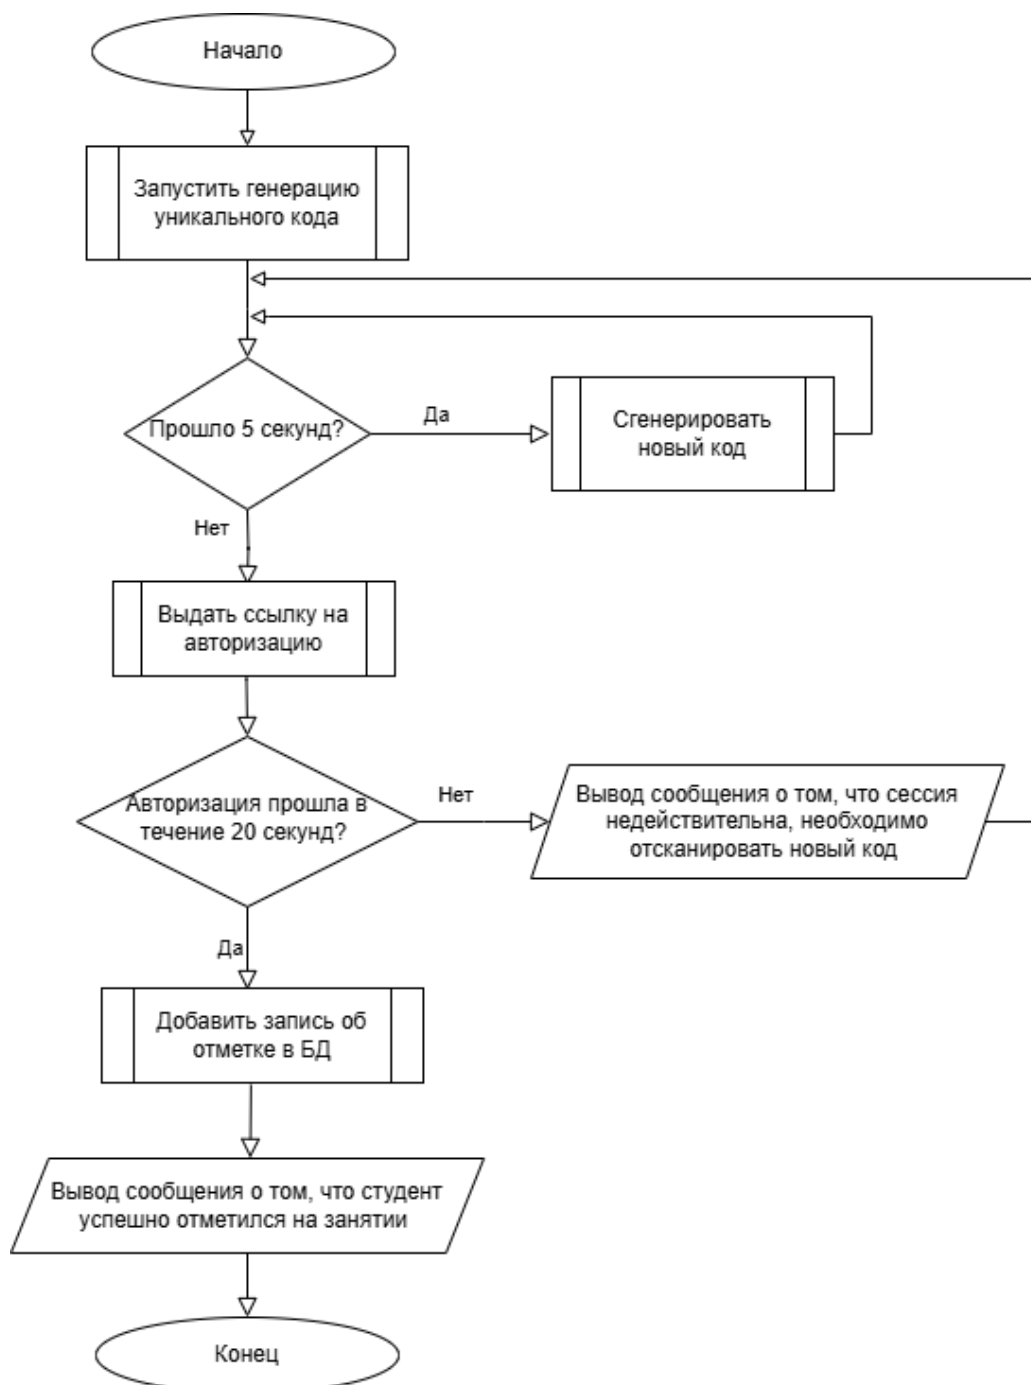 Начало
Запустить генерацию
уникального кода
Прошло 5 секунд?
Да
Сгенерировать
новый код
Нет
Выдать ссылку на
авторизацию
Авторизация прошла в
течение 20 секунд?
Нет
Вывод сообщения о том, что сессия
недействительна, необходимо
отсканировать новый код
Да
Добавить запись об
отметке в БД
Вывод сообщения о том, что студент
успешно отметился на занятии
Конец